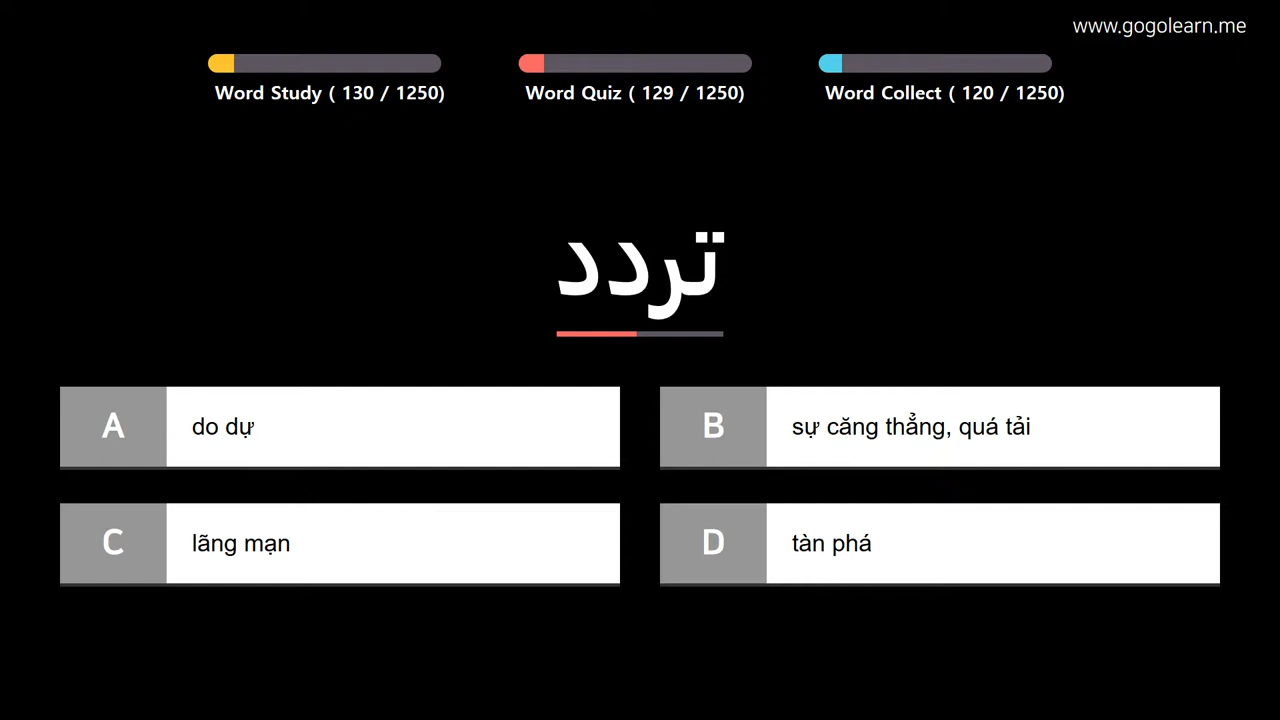 www.gogolearn.me
Word Study ( 130 / 1250)
Word Quiz ( 129 / 1250)
Word Collect ( 120 / 1250)
تردد
A
do dự
B
sự căng thẳng, quá tải
C
lãng mạn
D
tàn phá